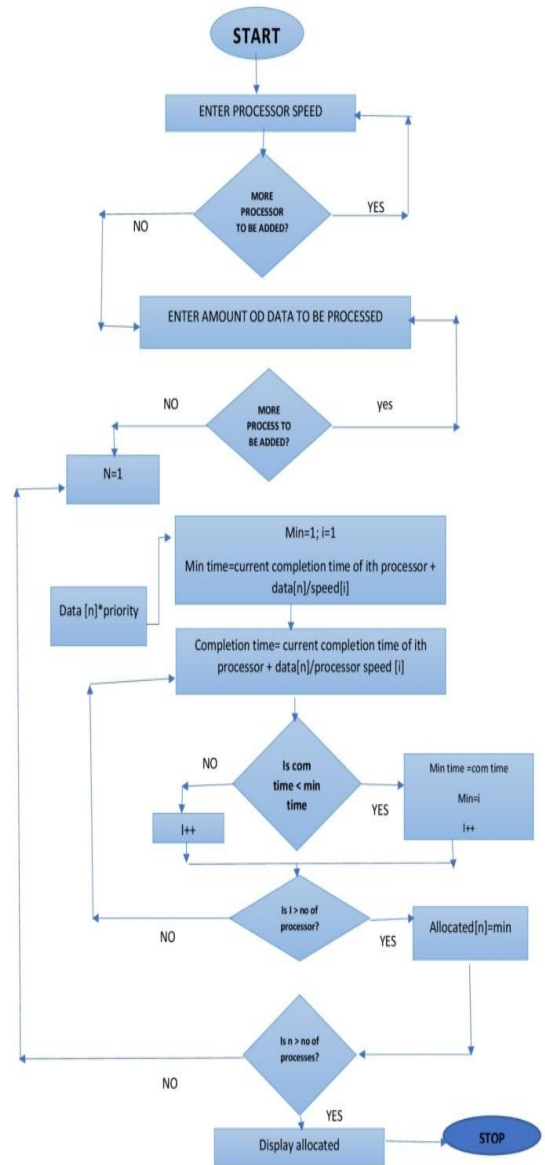 START
ENTER PROCESSOR SPEED
MORE
PROCESSOR
TO BE ADDED?
YES
NO
ENTER AMOUNT OD DATA TO BE PROCESSED
NO
MORE
PROCESS TO
BE ADDED?
yes
N=1
Min=1; i=1
Min time=current completion time of ith processor +
data[n]/speed[i]
Data [n]*priority
Completion time= current completion time of ith
processor + data[n]/processor speed [i]
NO
Is com
time < min
time
YES
Min time =com time
Min=i
I++
I++
Is I > no of
processor?
NO
YES
Allocated[n]=min
Is n > no of
processes?
NO
YES
Display allocated
STOP